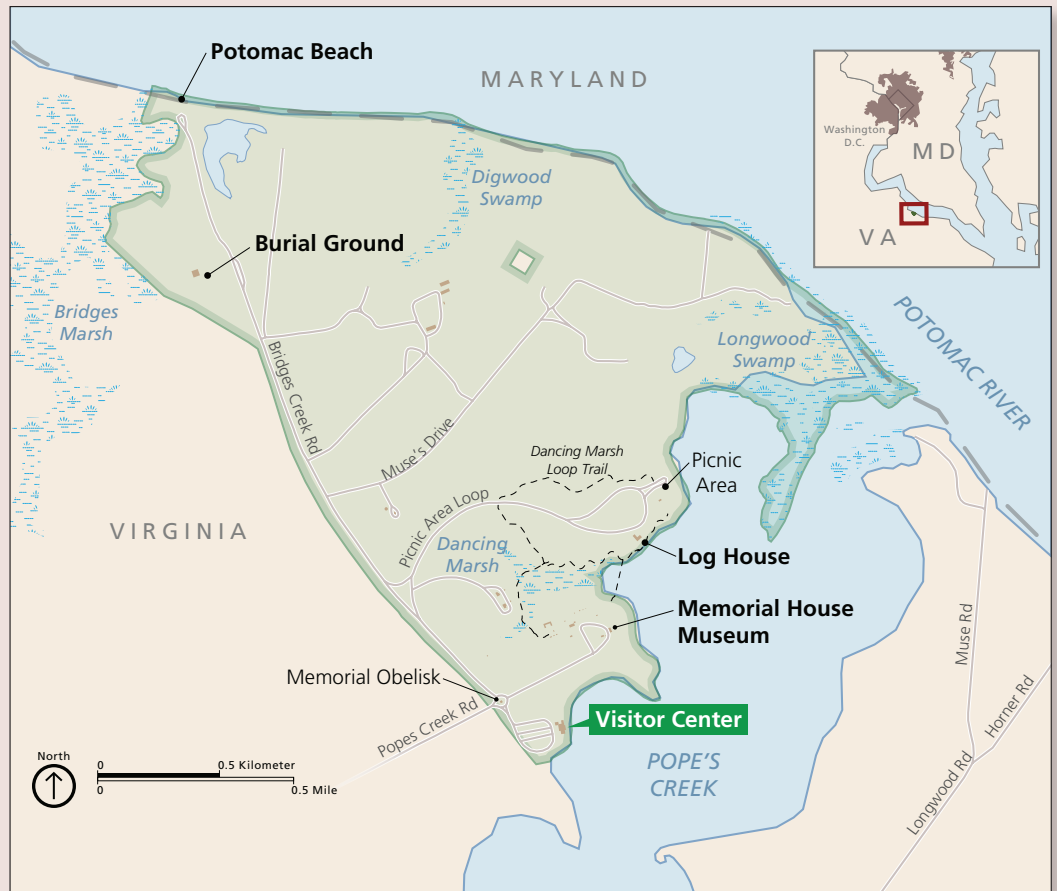 Potomac Beach
MARYLAND
Washington
D.C.
MD
VA
Digwood
Swamp
Burial Ground
Bridges
Marsh
POTOMAC RIVER
Longwood
Swamp
Bridges Creek Rd
Muse's Drive
Dancing Marsh
Loop Trail
Picnic
Area
Picnic Area Loop
VIRGINIA
Dancing
Marsh
Log House
Memorial House
Museum
Muse Rd
Memorial Obelisk
Horner Rd
Popes Creek Rd
Visitor Center
POPE'S
CREEK
Longwood Rd
North
0 0.5 Kilometer
0 0.5 Mile